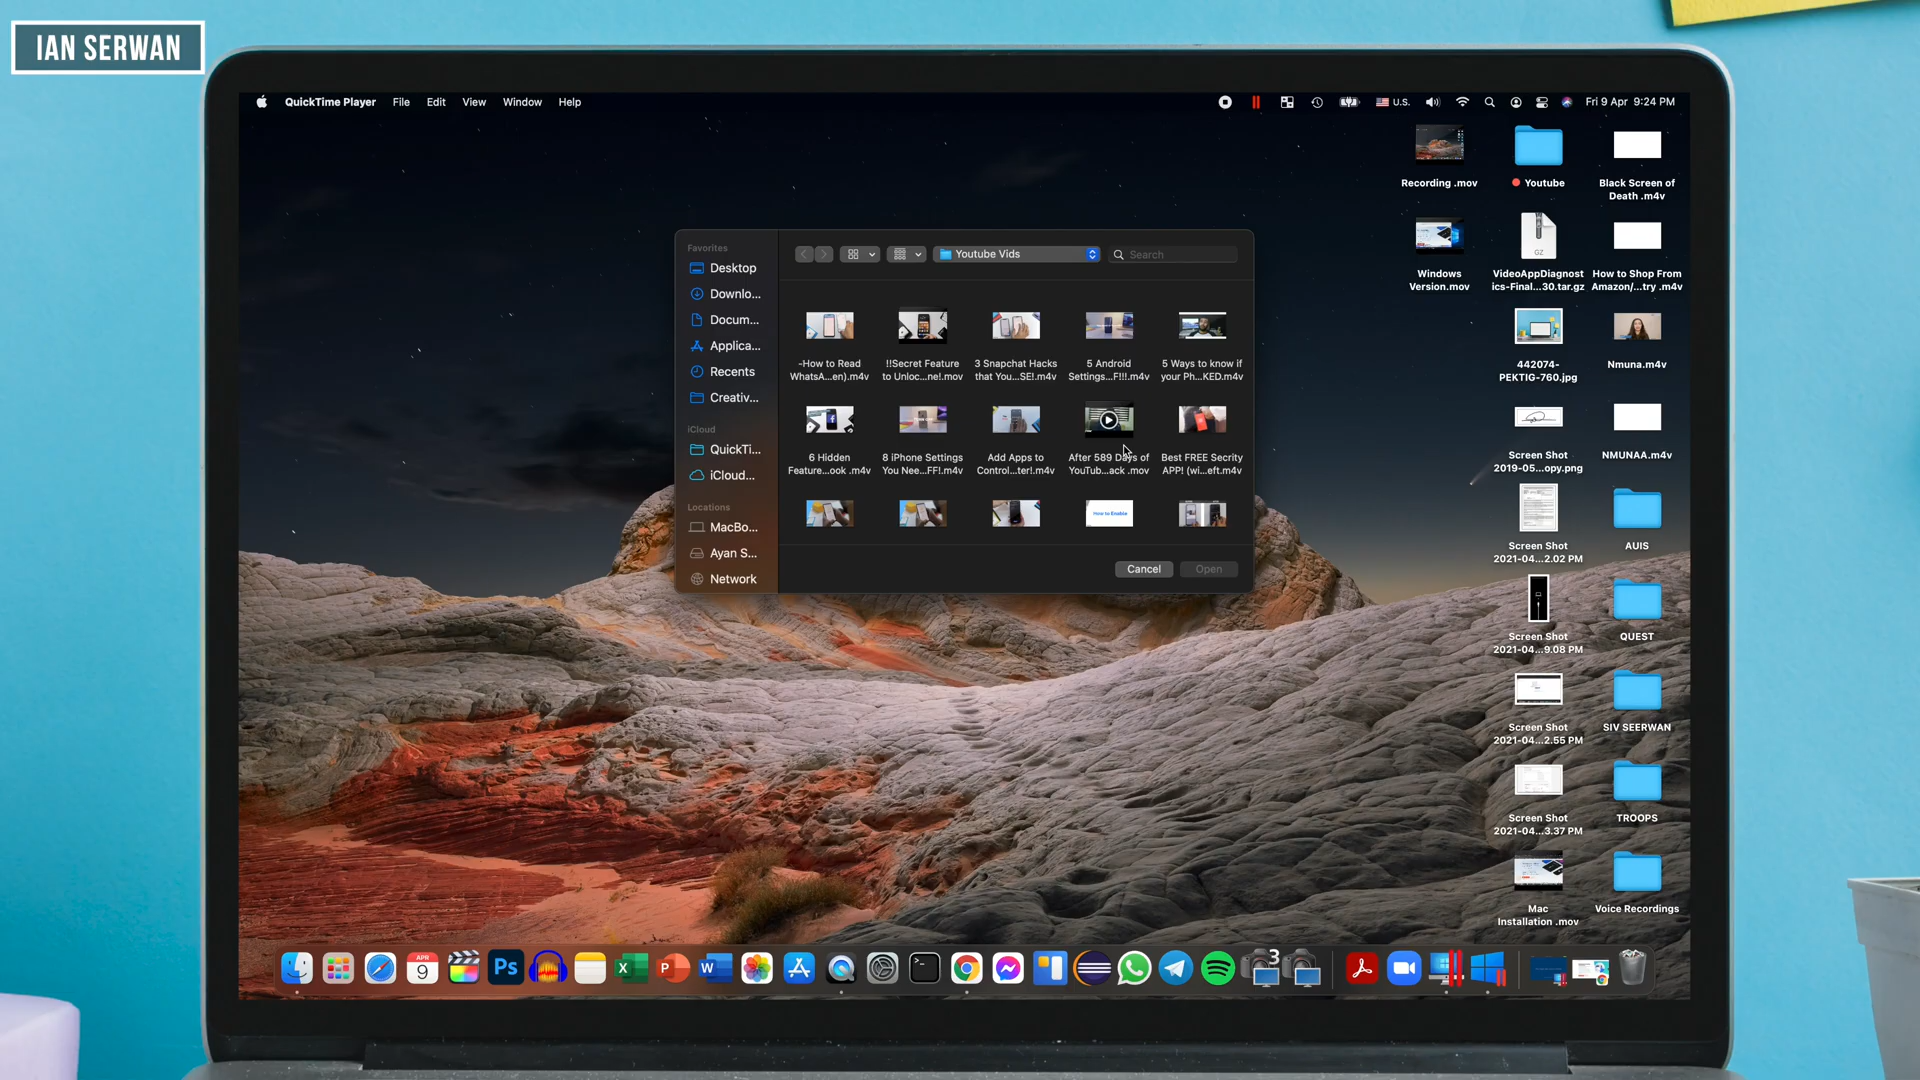 IAN SERWAN
QuickTime Player File Edit View Window Help
U.S. Fri 9 Apr 9:24 PM
Favorites
Desktop
Downlo...
Docum...
Applica...
Recents
Creativ...
iCloud
QuickTi...
iCloud...
Locations
MacBo...
Ayan S...
Network
Youtube Vids
Search
-How to Read
WhatsA...en).m4v
!!Secret Feature
to Unloc...ne!.mov
3 Snapchat Hacks
that You...SE!.m4v
5 Android
Settings...F!!!.m4v
5 Ways to know if
your Ph...KED.m4v
6 Hidden
Feature...ook .m4v
8 iPhone Settings
You Nee...FF!.m4v
Add Apps to
Control...ter!.m4v
After 589 Days of
YouTub...ack .mov
Best FREE Secrity
APP! (wi...eft.m4v
How to Enable
Cancel
Open
Recording .mov
Youtube
Black Screen of
Death .m4v
Windows
Version.mov
GZ
VideoAppDiagnost
ics-Final...30.tar.gz
How to Shop From
Amazon/...try .m4v
442074-
PEKTIG-760.jpg
Nmuna.m4v
Screen Shot
2019-05...opy.png
NMUNAA.m4v
Screen Shot
2021-04...2.02 PM
AUIS
Screen Shot
2021-04...9.08 PM
QUEST
Screen Shot
2021-04...2.55 PM
SIV SEERWAN
Screen Shot
2021-04...3.37 PM
TROOPS
Mac
Installation .mov
Voice Recordings
APR
9
Ps
X
P
W
3